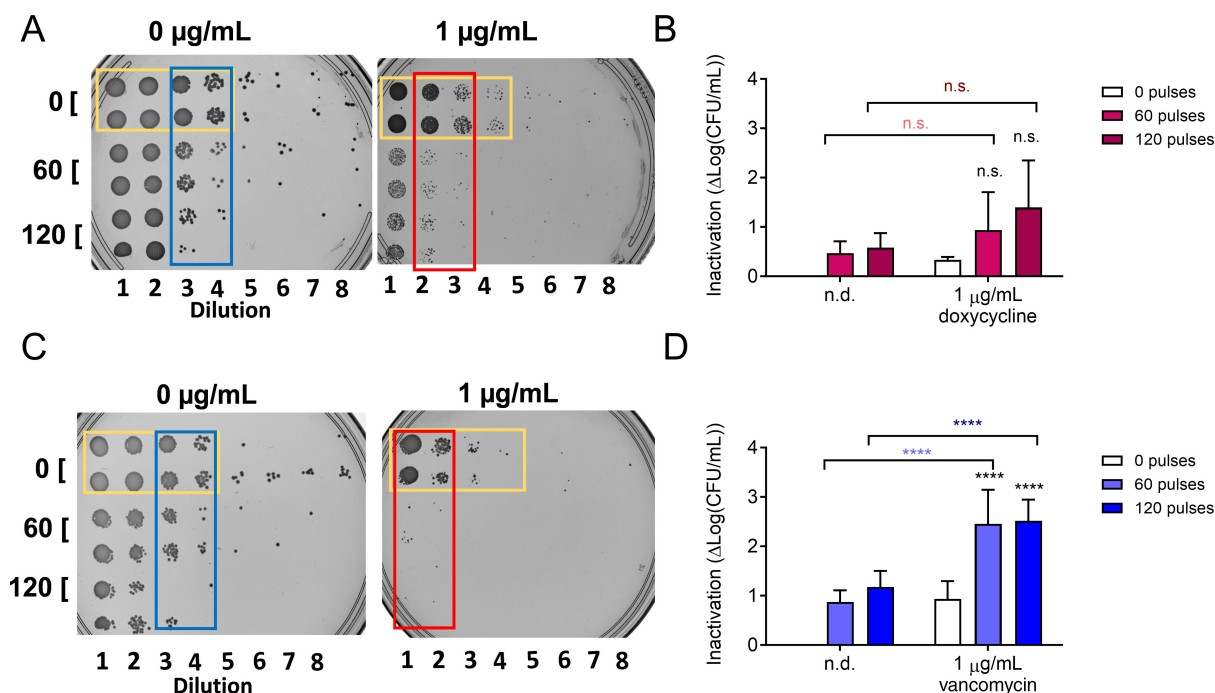 A
0 µg/mL
1 µg/mL
0 [
60 [
120 [
1 2 3 4 5 6 7 8
Dilution
1 2 3 4 5 6 7 8
B
Inactivation (ΔLog(CFU/mL))
4
3
2
1
0
n.s.
n.s.
n.s.
n.s.
n.d.
1 µg/mL
doxycycline
0 pulses
60 pulses
120 pulses
C
0 µg/mL
1 µg/mL
0 [
60 [
120 [
1 2 3 4 5 6 7 8
Dilution
1 2 3 4 5 6 7 8
D
Inactivation (ΔLog(CFU/mL))
4
3
2
1
0
****
****
****
****
n.d.
1 µg/mL
vancomycin
0 pulses
60 pulses
120 pulses